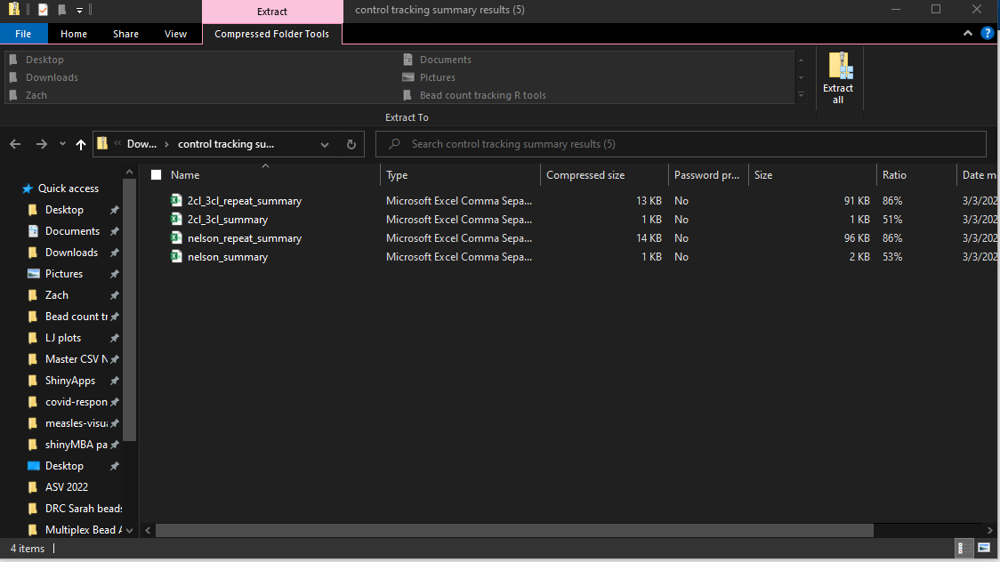 Extract
control tracking summary results (5)
File
Home
Share
View
Compressed Folder Tools
Desktop
Documents
Downloads
Pictures
Zach
Bead count tracking R tools
Extract all
Extract To
« Dow... › control tracking su...
Search control tracking summary results (5)
Name Type Compressed size Password pr... Size Ratio Date m
2cl_3cl_repeat_summary Microsoft Excel Comma Sepa... 13 KB No 91 KB 86% 3/3/202
2cl_3cl_summary Microsoft Excel Comma Sepa... 1 KB No 1 KB 51% 3/3/202
nelson_repeat_summary Microsoft Excel Comma Sepa... 14 KB No 96 KB 86% 3/3/202
nelson_summary Microsoft Excel Comma Sepa... 1 KB No 2 KB 53% 3/3/202
Quick access
Desktop
Documents
Downloads
Pictures
Zach
Bead count tr
LJ plots
Master CSV N
ShinyApps
covid-respon
measles-visua
shinyMBA pa
Desktop
ASV 2022
DRC Sarah beads
Multiplex Bead A
4 items